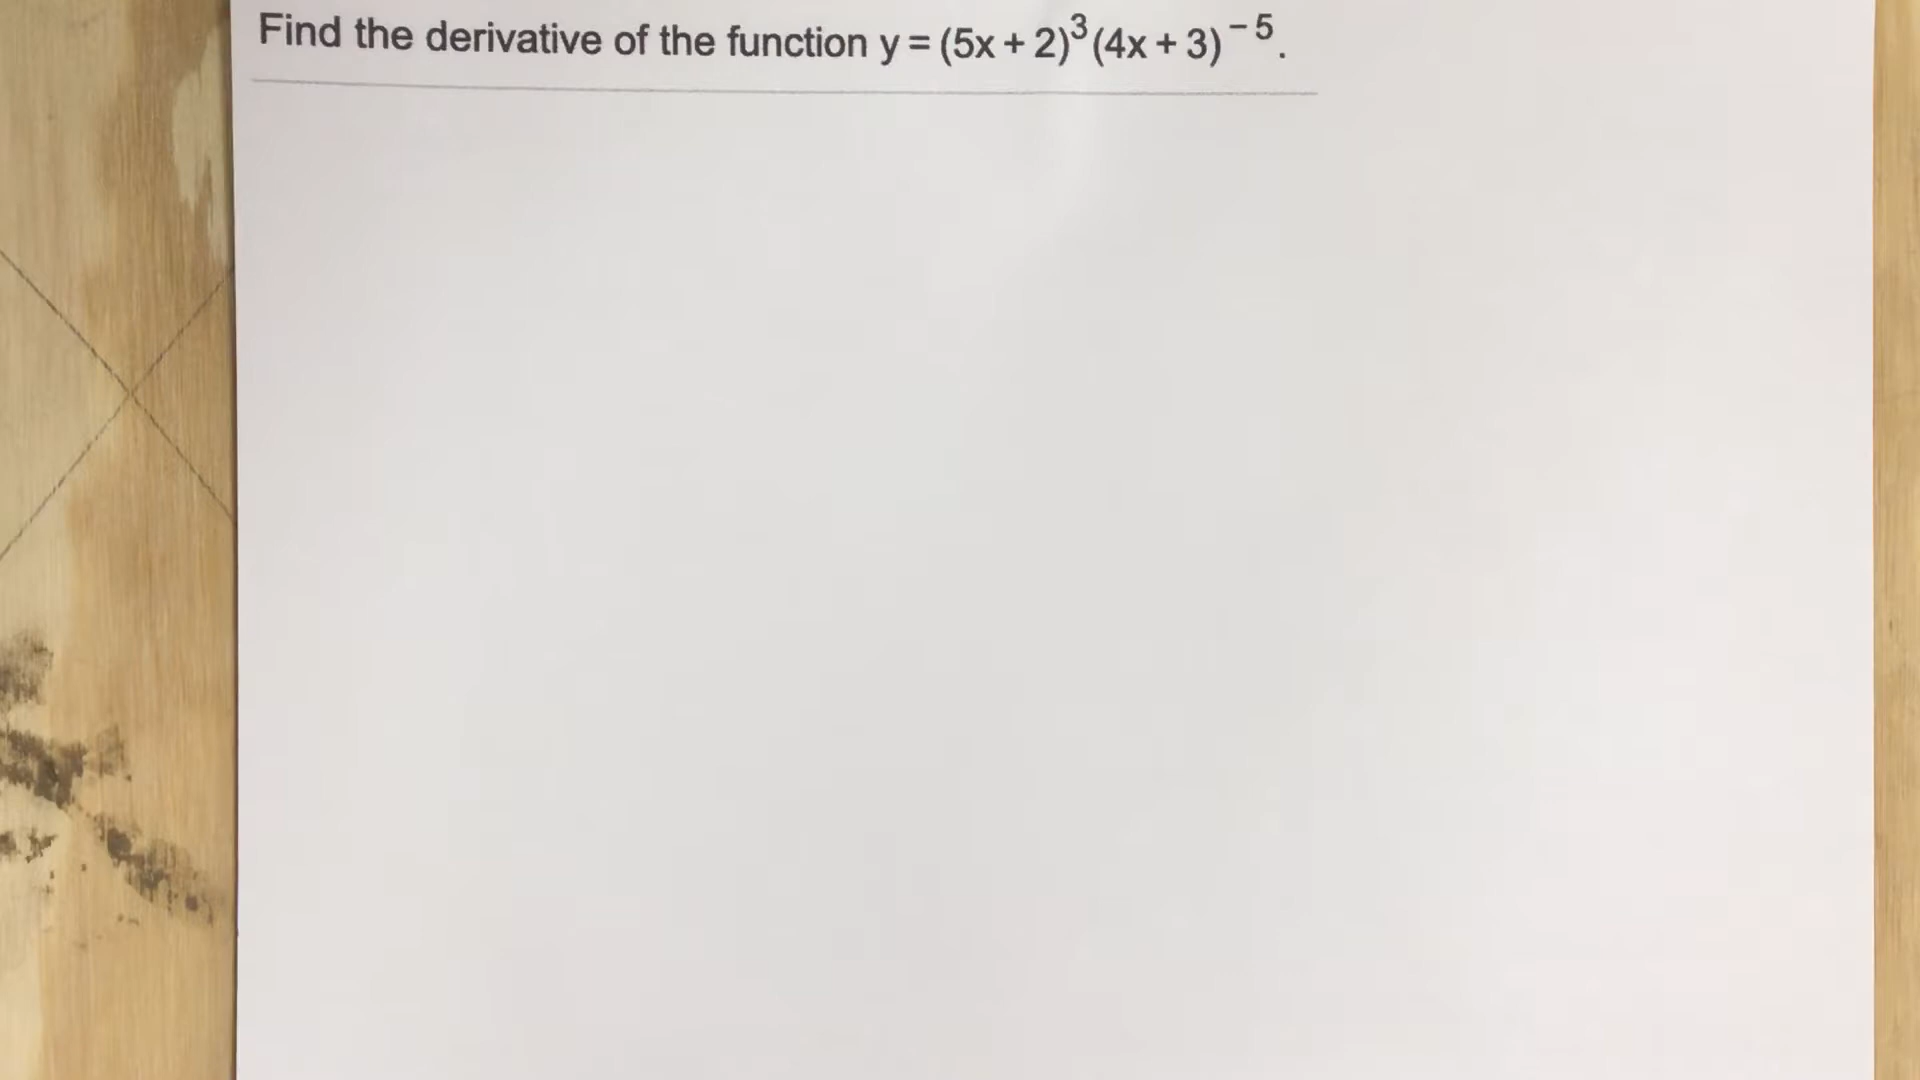 Find the derivative of the function y = (5x + 2)³(4x + 3)⁻⁵.